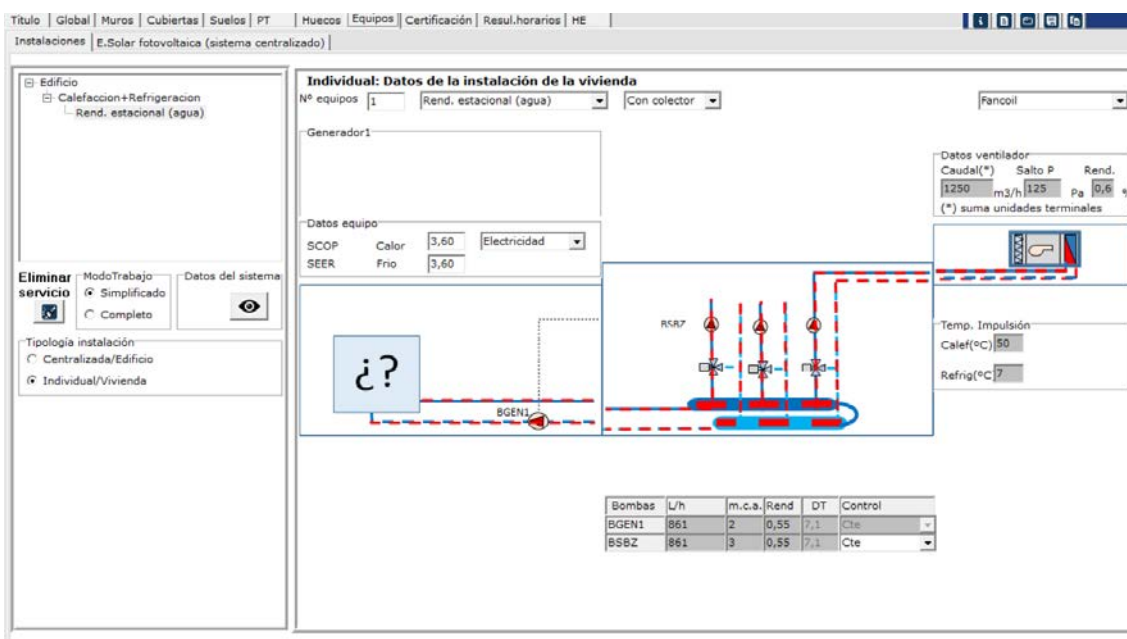 Titulo Global Muros Cubiertas Suelos PT Huecos Equipos Certificación Resul.horarios HE
Instalaciones E.Solar fotovoltaica (sistema centralizado)
Edificio
Calefaccion+Refrigeracion
Rend. estacional (agua)
Eliminar servicio
ModoTrabajo
Simplificado
Completo
Datos del sistema
Tipología instalación
Centralizada/Edificio
Individual/Vivienda
Individual: Datos de la instalación de la vivienda
Nº equipos 1 Rend. estacional (agua) Con colector Fancoil
Generador1
Datos equipo
SCOP Calor 3,60 Electricidad
SEER Frio 3,60
¿?
BGEN1
BSBZ
Datos ventilador
Caudal(*) Salto P Rend.
1250 m3/h 125 Pa 0,6 %
(*) suma unidades terminales
Temp. Impulsión
Calef(ºC) 50
Refrig(ºC 7
Bombas L/h m.c.a. Rend DT Control
BGEN1 861 2 0,55 7,1 Cte
BSBZ 861 3 0,55 7,1 Cte